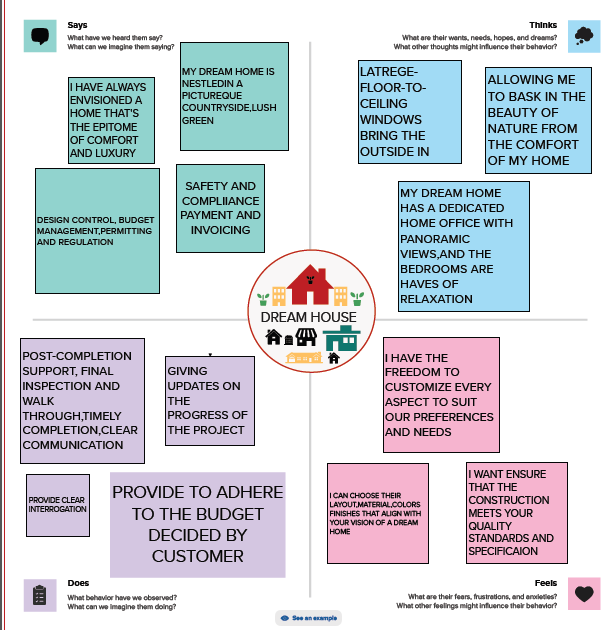 Says
What have we heard them say?
What can we imagine them saying?
Thinks
What are their wants, needs, hopes, and dreams?
What other thoughts might influence their behavior?
I HAVE ALWAYS
ENVISIONED A
HOME THAT'S
THE EPITOME
OF COMFORT
AND LUXURY
MY DREAM HOME IS
NESTLEDIN A
PICTUREQUE
COUNTRYSIDE,LUSH
GREEN
DESIGN CONTROL, BUDGET
MANAGEMENT,PERMITTING
AND REGULATION
SAFETY AND
COMPLIIANCE
PAYMENT AND
INVOICING
LATREGE-
FLOOR-TO-
CEILING
WINDOWS
BRING THE
OUTSIDE IN
ALLOWING ME
TO BASK IN THE
BEAUTY OF
NATURE FROM
THE COMFORT
OF MY HOME
MY DREAM HOME
HAS A DEDICATED
HOME OFFICE WITH
PANORAMIC
VIEWS,AND THE
BEDROOMS ARE
HAVES OF
RELAXATION
DREAM HOUSE
POST-COMPLETION
SUPPORT, FINAL
INSPECTION AND
WALK
THROUGH,TIMELY
COMPLETION,CLEAR
COMMUNICATION
GIVING
UPDATES ON
THE
PROGRESS OF
THE PROJECT
PROVIDE CLEAR
INTERROGATION
PROVIDE TO ADHERE
TO THE BUDGET
DECIDED BY
CUSTOMER
I HAVE THE
FREEDOM TO
CUSTOMIZE EVERY
ASPECT TO SUIT
OUR PREFERENCES
AND NEEDS
I CAN CHOOSE THEIR
LAYOUT,MATERIAL,COLORS
FINISHES THAT ALIGN WITH
YOUR VISION OF A DREAM
HOME
I WANT ENSURE
THAT THE
CONSTRUCTION
MEETS YOUR
QUALITY
STANDARDS AND
SPECIFICAION
Does
What behavior have we observed?
What can we imagine them doing?
Feels
What are their fears, frustrations, and anxieties?
What other feelings might influence their behavior?
See an example